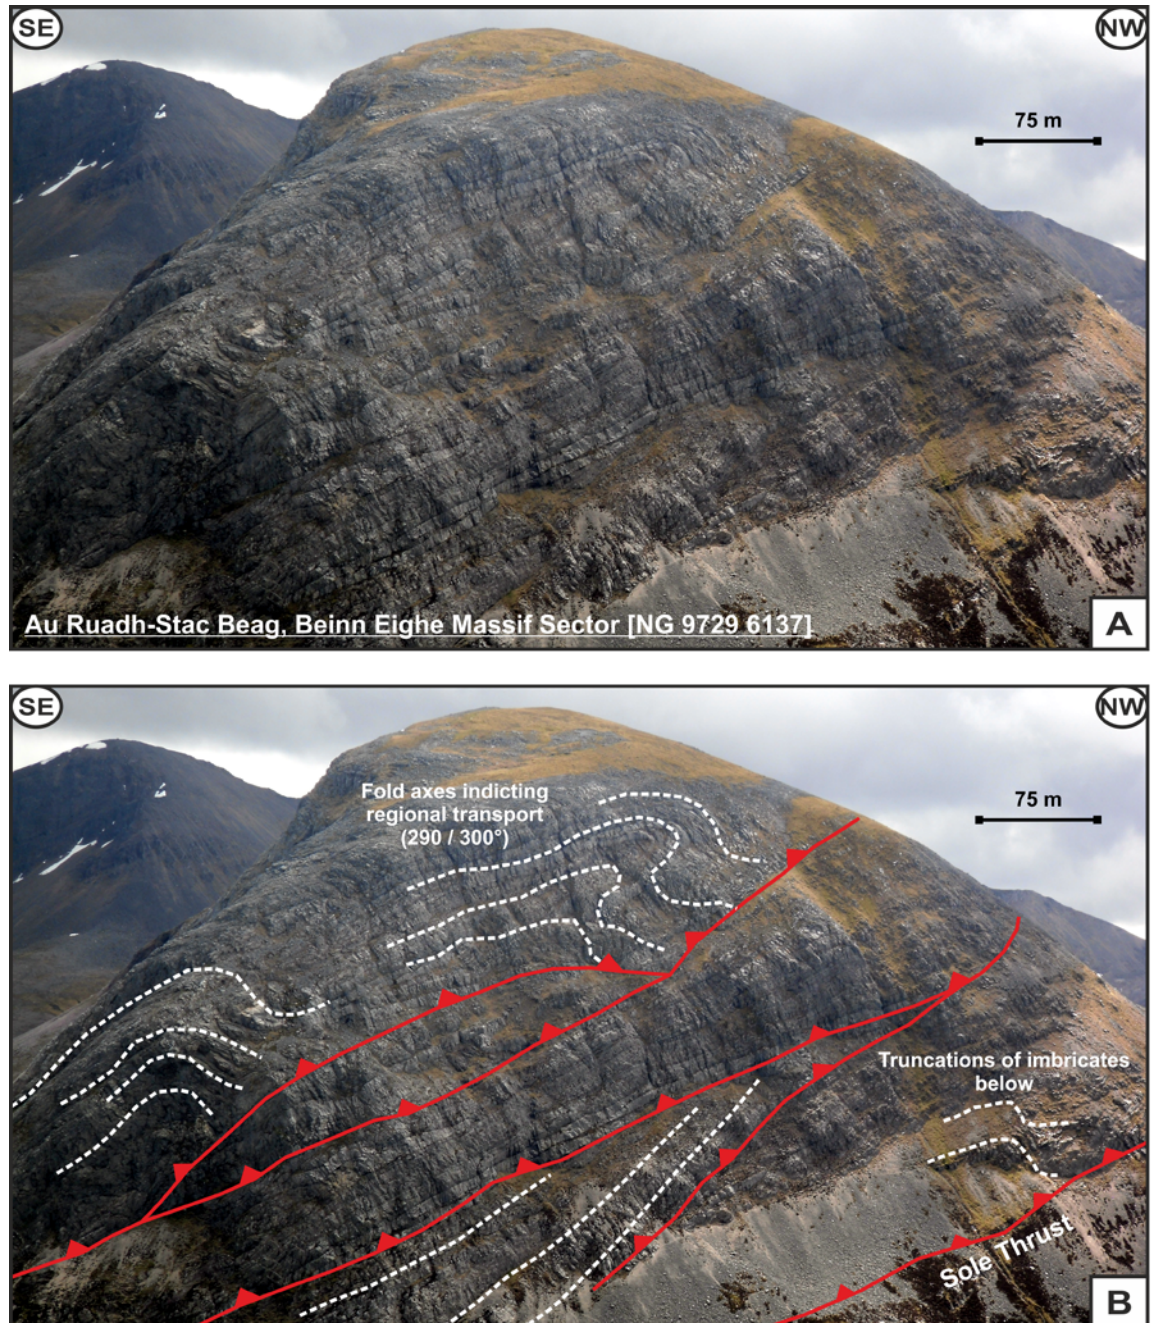 SE
NW
75 m
Au Ruadh-Stac Beag, Beinn Eighe Massif Sector [NG 9729 6137]
A
SE
NW
Fold axes indicting
regional transport
(290 / 300°)
75 m
Truncations of imbricates
below
Sole Thrust
B